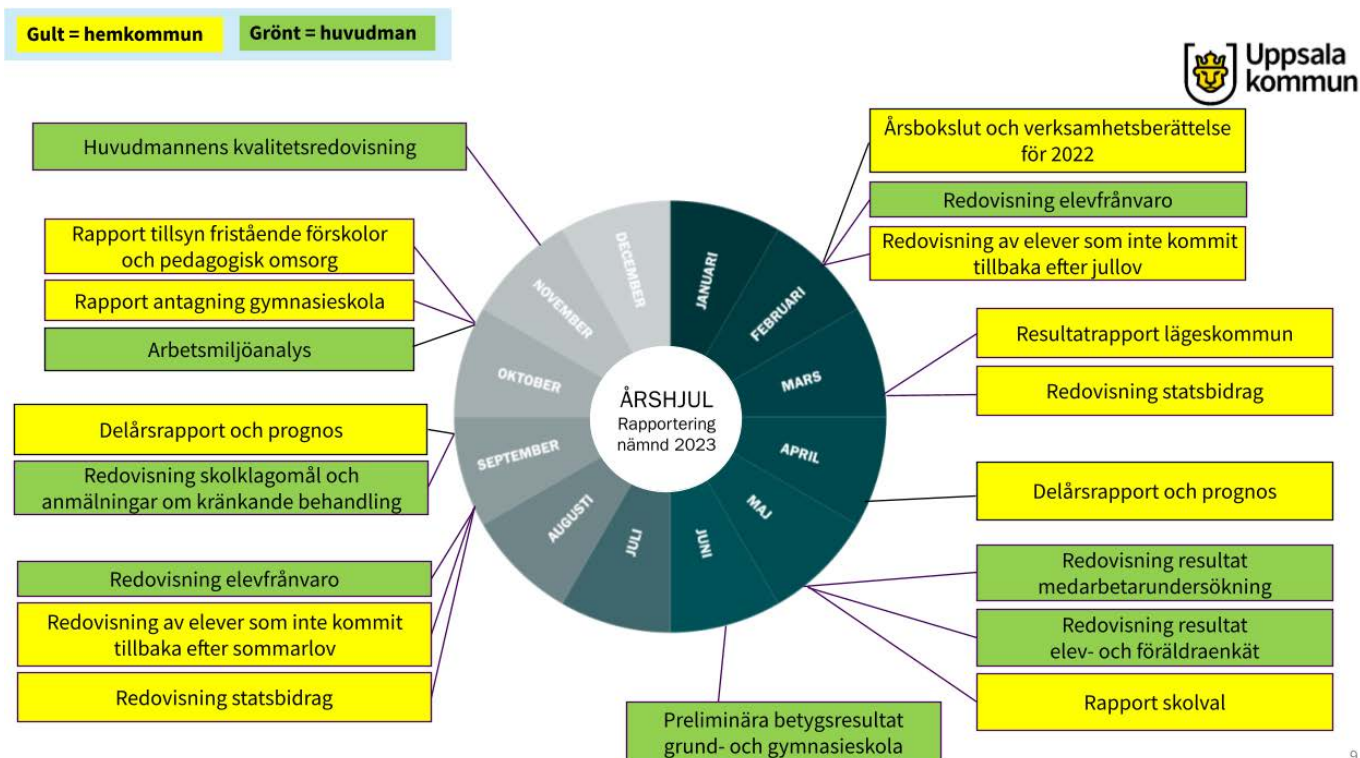 Gult = hemkommun
Grönt = huvudman
Uppsala
kommun
Huvudmannens kvalitetsredovisning
Rapport tillsyn fristående förskolor
och pedagogisk omsorg
Rapport antagning gymnasieskola
Arbetsmiljöanalys
Delårsrapport och prognos
Redovisning skolklagomål och
anmälningar om kränkande behandling
Redovisning elevfrånvaro
Redovisning av elever som inte kommit
tillbaka efter sommarlov
Redovisning statsbidrag
ÅRSHJUL
Rapportering
nämnd 2023
JANUARI
FEBRUARI
MARS
APRIL
MAJ
JUNI
JULI
AUGUSTI
SEPTEMBER
OKTOBER
NOVEMBER
DECEMBER
Årsbokslut och verksamhetsberättelse
för 2022
Redovisning elevfrånvaro
Redovisning av elever som inte kommit
tillbaka efter jullov
Resultatrapport lägeskommun
Redovisning statsbidrag
Delårsrapport och prognos
Redovisning resultat
medarbetarundersökning
Redovisning resultat
elev- och föräldraenkät
Rapport skolval
Preliminära betygsresultat
grund- och gymnasieskola
9